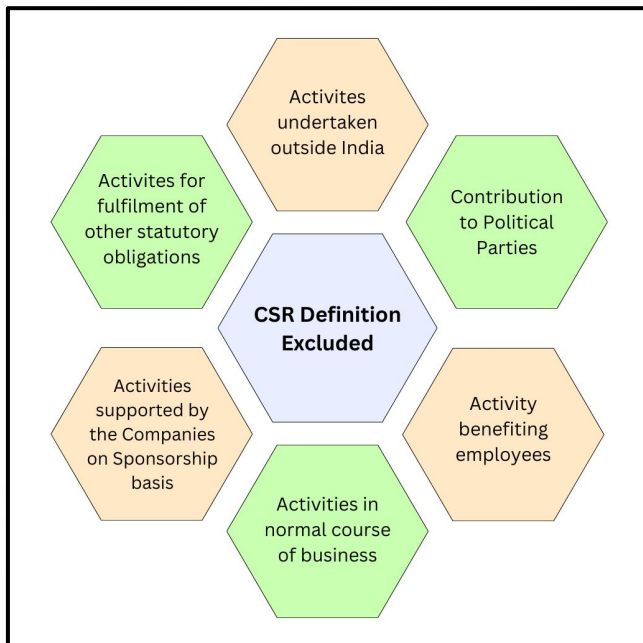 Activites
undertaken
outside India
Activites for
fulfilment of
other statutory
obligations
Contribution
to Political
Parties
CSR Definition
Excluded
Activities
supported by
the Companies
on Sponsorship
basis
Activity
benefiting
employees
Activities in
normal course
of business